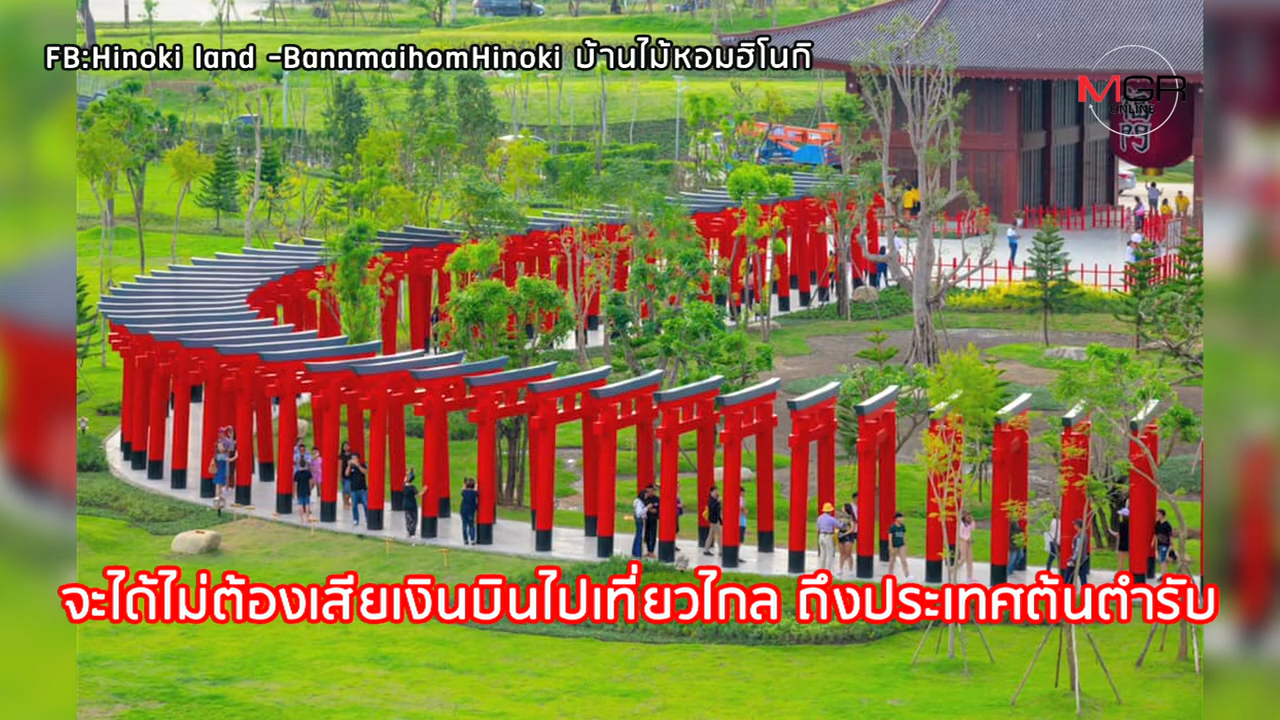 FB:Hinoki land -BannmaihomHinoki บ้านไม้หอมฮิโนกิ
MGR
ONLINE
門
จะได้ไม่ต้องเสียเงินบินไปเที่ยวไกล ถึงประเทศต้นตำรับ